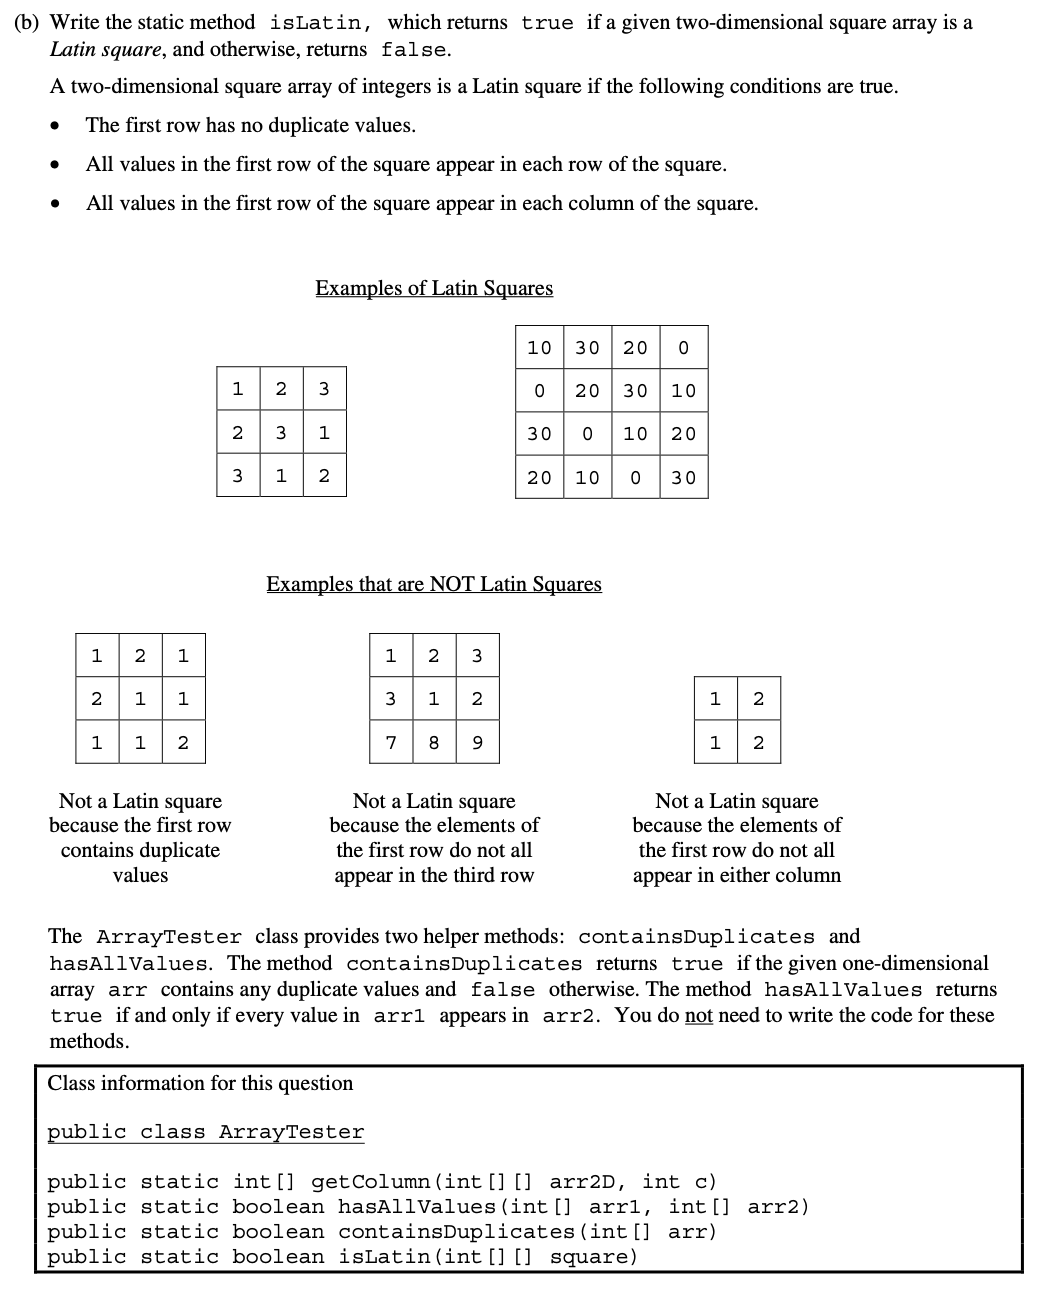 (b) Write the static method isLatin, which returns true if a given two-dimensional square array is a
Latin square, and otherwise, returns false.
A two-dimensional square array of integers is a Latin square if the following conditions are true.
• The first row has no duplicate values.
• All values in the first row of the square appear in each row of the square.
• All values in the first row of the square appear in each column of the square.
Examples of Latin Squares
1 2 3
2 3 1
3 1 2
10 30 20 0
0 20 30 10
30 0 10 20
20 10 0 30
Examples that are NOT Latin Squares
1 2 1
2 1 1
1 1 2
Not a Latin square
because the first row
contains duplicate
values
1 2 3
3 1 2
7 8 9
Not a Latin square
because the elements of
the first row do not all
appear in the third row
1 2
1 2
Not a Latin square
because the elements of
the first row do not all
appear in either column
The ArrayTester class provides two helper methods: containsDuplicates and
hasAllValues. The method containsDuplicates returns true if the given one-dimensional
array arr contains any duplicate values and false otherwise. The method hasAllValues returns
true if and only if every value in arr1 appears in arr2. You do not need to write the code for these
methods.
Class information for this question
public class ArrayTester
public static int[] getColumn(int[][] arr2D, int c)
public static boolean hasAllValues(int[] arr1, int[] arr2)
public static boolean containsDuplicates(int[] arr)
public static boolean isLatin(int[][] square)